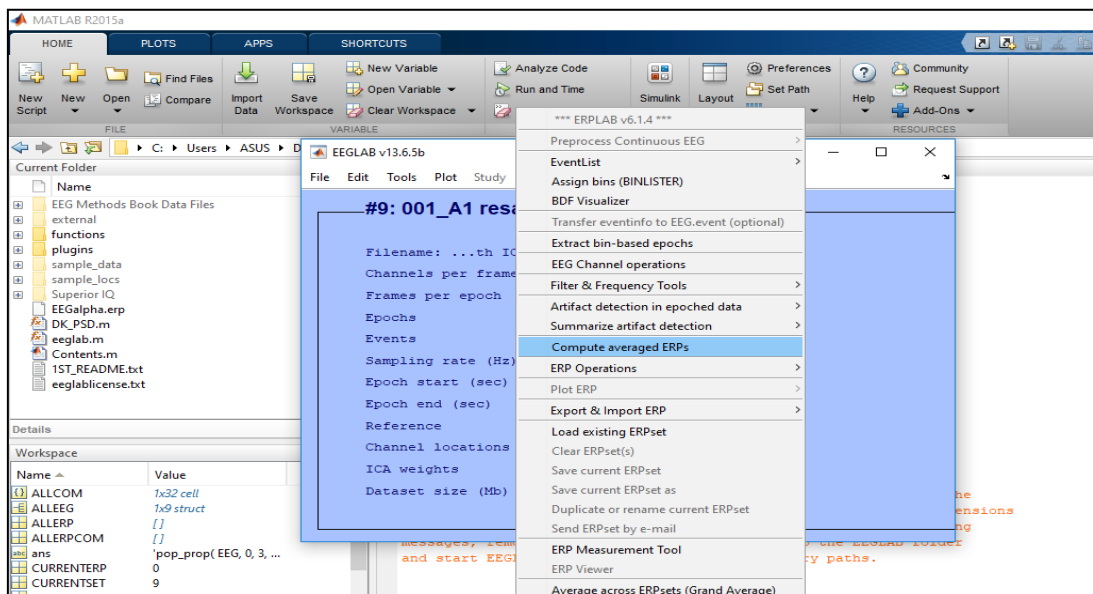 MATLAB R2015a
HOME PLOTS APPS SHORTCUTS
New Script
New
Open
Find Files
Compare
Import Data
Save Workspace
New Variable
Open Variable
Clear Workspace
Analyze Code
Run and Time
Simulink
Layout
Preferences
Set Path
Help
Community
Request Support
Add-Ons
FILE VARIABLE RESOURCES
C: Users ASUS
Current Folder
Name
EEG Methods Book Data Files
external
functions
plugins
sample_data
sample_locs
Superior IQ
EEGalpha.erp
DK_PSD.m
eeglab.m
Contents.m
1ST_README.txt
eeglablicense.txt
Details
Workspace
Name Value
ALLCOM 1x32 cell
ALLEEG 1x9 struct
ALLERP []
ALLERPCOM []
abc ans 'pop_prop( EEG, 0, 3, ...
CURRENTERP 0
CURRENTSET 9
EEGLAB v13.6.5b
File Edit Tools Plot Study
#9: 001_A1 resa
Filename: ...th IC
Channels per frame
Frames per epoch
Epochs
Events
Sampling rate (Hz)
Epoch start (sec)
Epoch end (sec)
Reference
Channel locations
ICA weights
Dataset size (Mb)
*** ERPLAB v6.1.4 ***
Preprocess Continuous EEG
EventList
Assign bins (BINLISTER)
BDF Visualizer
Transfer eventinfo to EEG.event (optional)
Extract bin-based epochs
EEG Channel operations
Filter & Frequency Tools
Artifact detection in epoched data
Summarize artifact detection
Compute averaged ERPs
ERP Operations
Plot ERP
Export & Import ERP
Load existing ERPset
Clear ERPset(s)
Save current ERPset
Save current ERPset as
Duplicate or rename current ERPset
Send ERPset by e-mail
ERP Measurement Tool
ERP Viewer
Average across ERPsets (Grand Average)
he
ensions
ng
and start EEG ry paths.